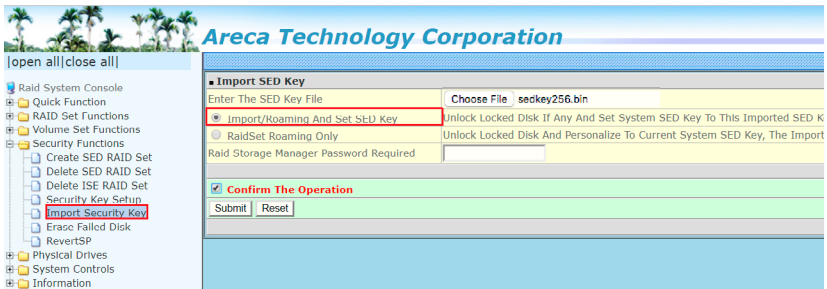 Areca Technology Corporation
|open all|close all|
Raid System Console
Quick Function
RAID Set Functions
Volume Set Functions
Security Functions
Create SED RAID Set
Delete SED RAID Set
Delete ISE RAID Set
Security Key Setup
Import Security Key
Erase Failed Disk
RevertSP
Physical Drives
System Controls
Information
Import SED Key
Enter The SED Key File Choose File sedkey256.bin
Import/Roaming And Set SED Key Unlock Locked Disk If Any And Set System SED Key To This Imported SED K
RaidSet Roaming Only Unlock Locked Disk And Personalize To Current System SED Key, The Import
Raid Storage Manager Password Required
Confirm The Operation
Submit Reset